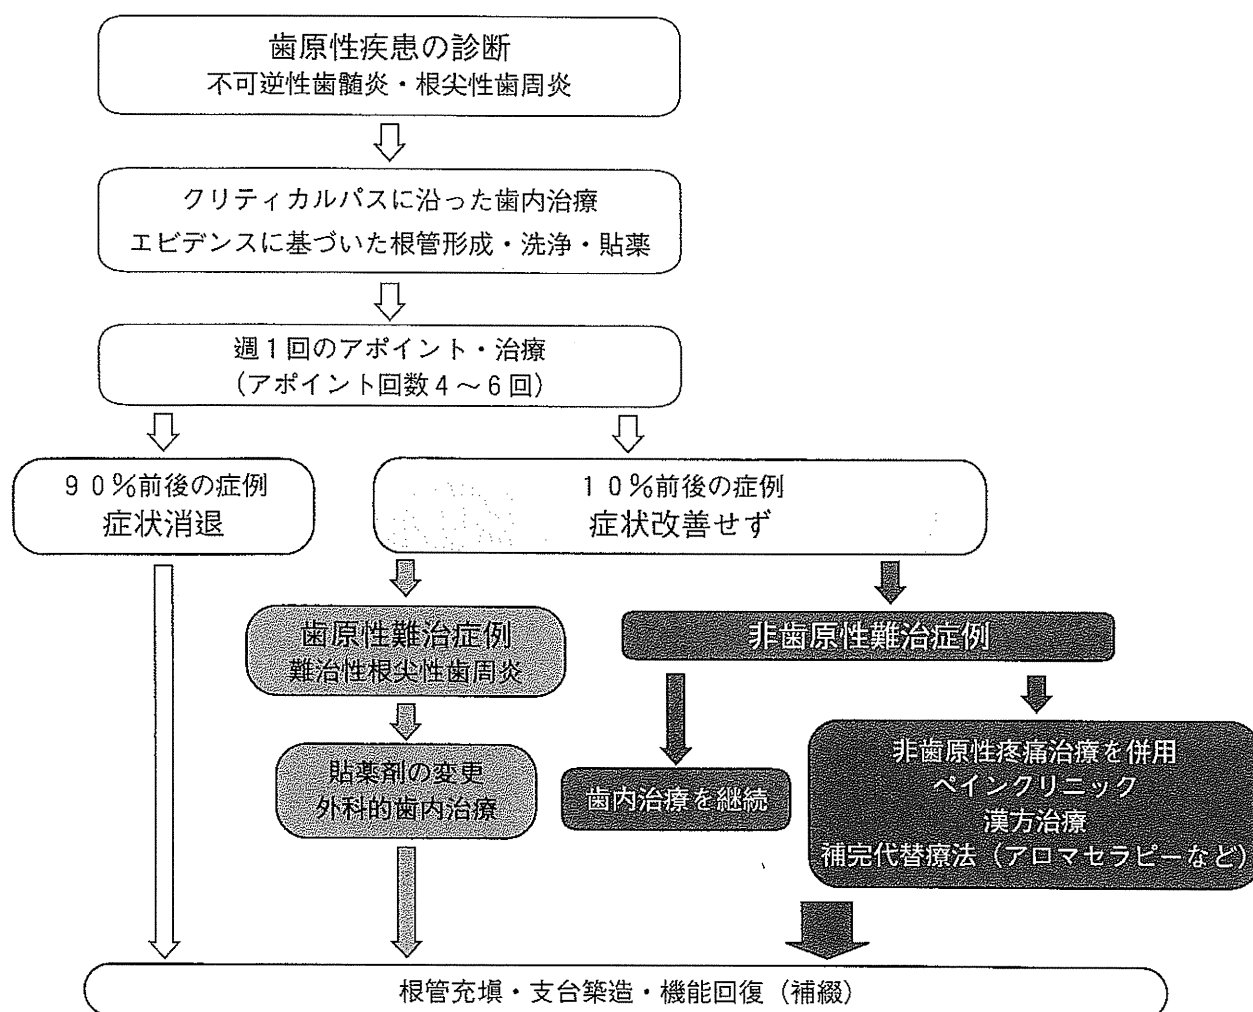 歯原性疾患の診断
不可逆性歯髄炎・根尖性歯周炎
クリティカルパスに沿った歯内治療
エビデンスに基づいた根管形成・洗浄・貼薬
週１回のアポイント・治療
（アポイント回数４～６回）
９０％前後の症例
症状消退
１０％前後の症例
症状改善せず
歯原性難治症例
難治性根尖性歯周炎
非歯原性難治症例
貼薬剤の変更
外科的歯内治療
歯内治療を継続
非歯原性疼痛治療を併用
ペインクリニック
漢方治療
補完代替療法（アロマセラピーなど）
根管充塡・支台築造・機能回復（補綴）